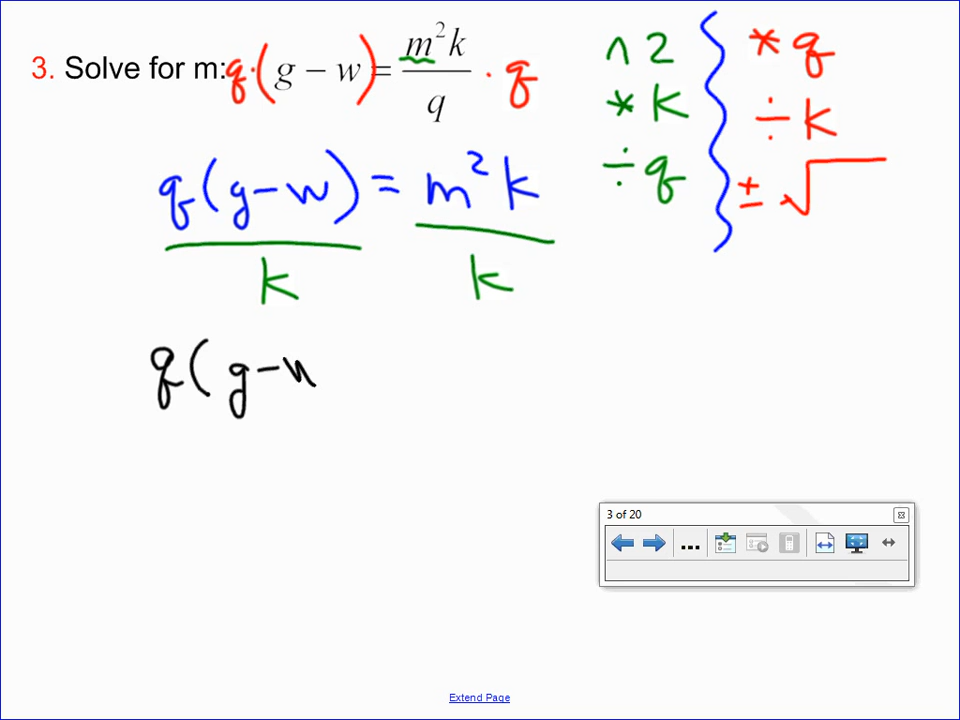 3. Solve for m: q·(g − w) = m²k / q · q
∧2 * q
* k ÷ k
÷ q ± √
q(g − w) = m²k
k k
q(g − w
3 of 20
...
Extend Page